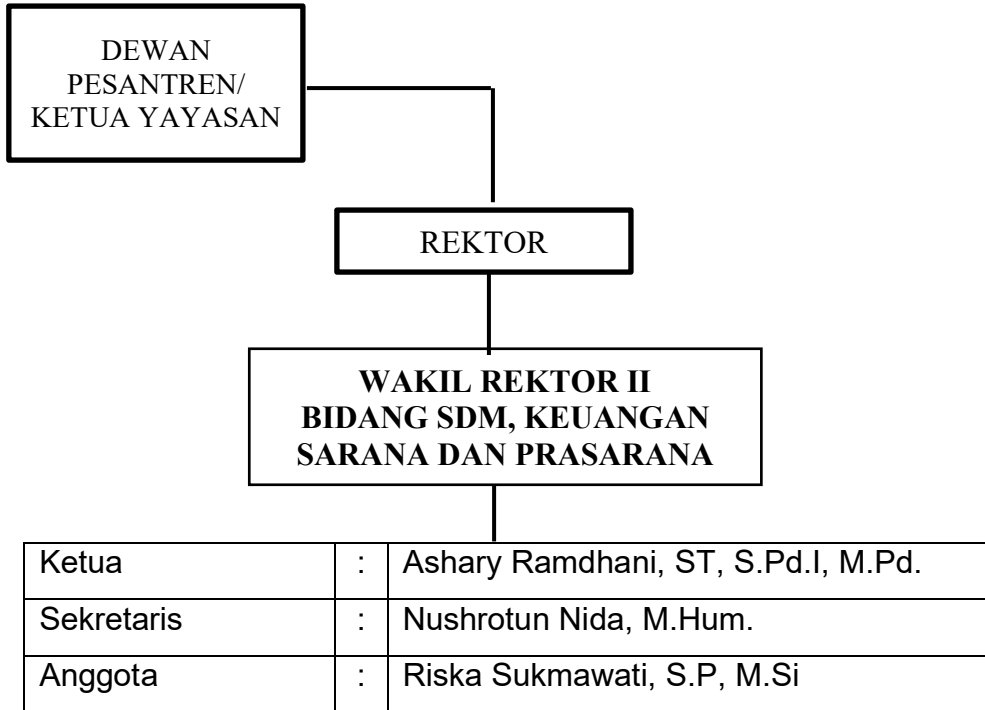 DEWAN
PESANTREN/
KETUA YAYASAN
REKTOR
WAKIL REKTOR II
BIDANG SDM, KEUANGAN
SARANA DAN PRASARANA
Ketua : Ashary Ramdhani, ST, S.Pd.I, M.Pd.
Sekretaris : Nushrotun Nida, M.Hum.
Anggota : Riska Sukmawati, S.P, M.Si